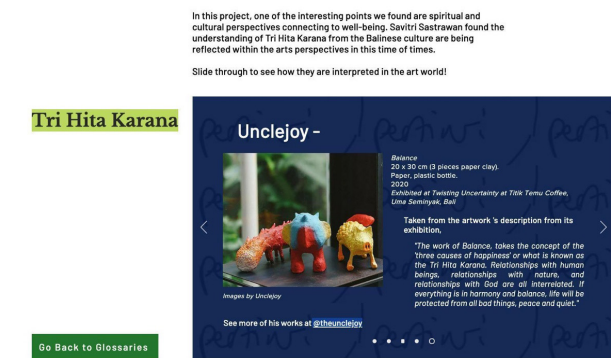 In this project, one of the interesting points we found are spiritual and
cultural perspectives connecting to well-being. Savitri Sastrawan found the
understanding of Tri Hita Karana from the Balinese culture are being
reflected within the arts perspectives in this time of times.
Slide through to see how they are interpreted in the art world!
Tri Hita Karana
Unclejoy -
Balance
20 x 30 cm (3 pieces paper clay).
Paper, plastic bottle.
2020
Exhibited at Twisting Uncertainty at Titik Temu Coffee,
Uma Seminyak, Bali
Taken from the artwork 's description from its
exhibition,
"The work of Balance, takes the concept of the
'three causes of happiness' or what is known as
the Tri Hita Karana. Relationships with human
beings, relationships with nature, and
relationships with God are all interrelated. If
everything is in harmony and balance, life will be
protected from all bad things, peace and quiet."
Images by Unclejoy
See more of his works at @theunclejoy
Go Back to Glossaries